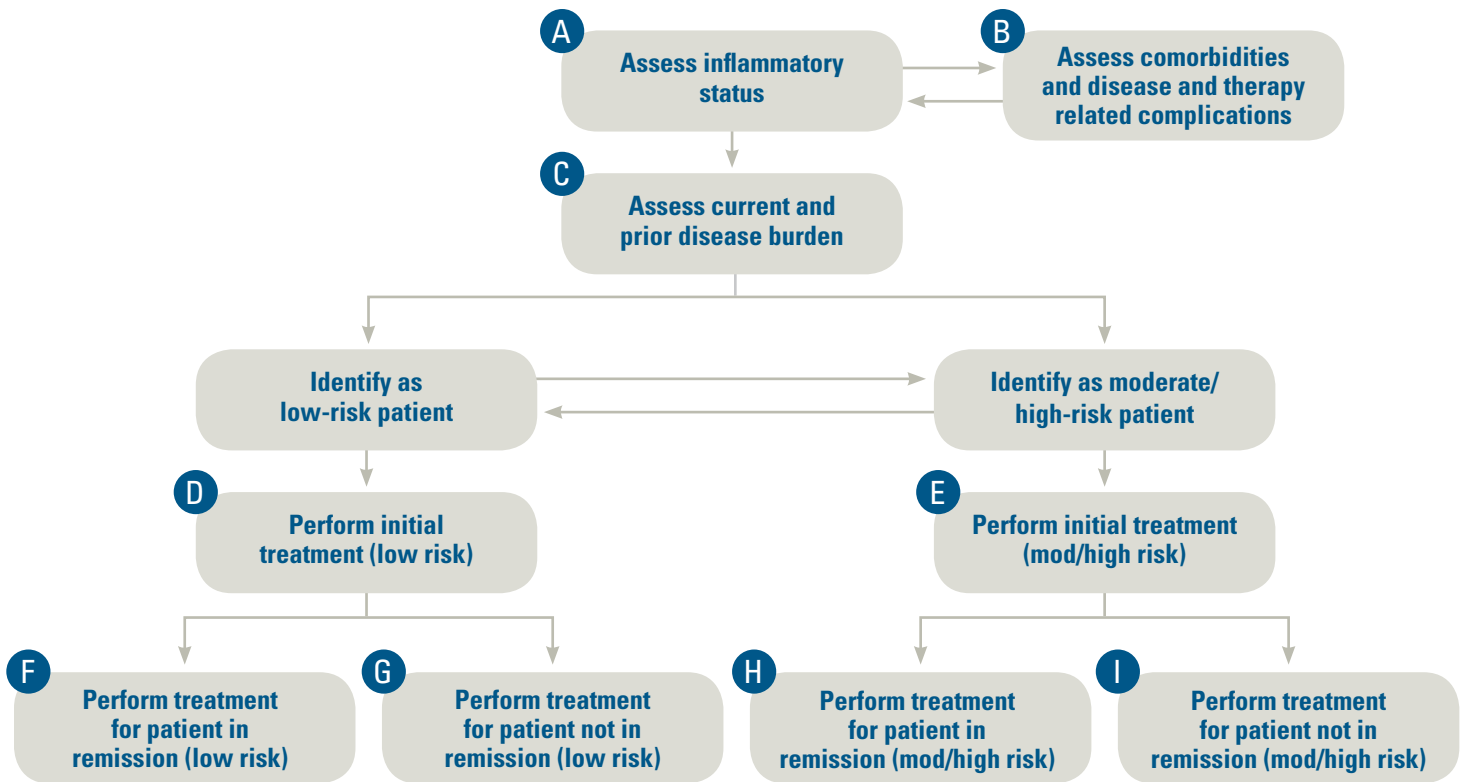 A
Assess inflammatory
status
B
Assess comorbidities
and disease and therapy
related complications
C
Assess current and
prior disease burden
Identify as
low-risk patient
Identify as moderate/
high-risk patient
D
Perform initial
treatment (low risk)
E
Perform initial treatment
(mod/high risk)
F
Perform treatment
for patient in
remission (low risk)
G
Perform treatment
for patient not in
remission (low risk)
H
Perform treatment
for patient in
remission (mod/high risk)
I
Perform treatment
for patient not in
remission (mod/high risk)